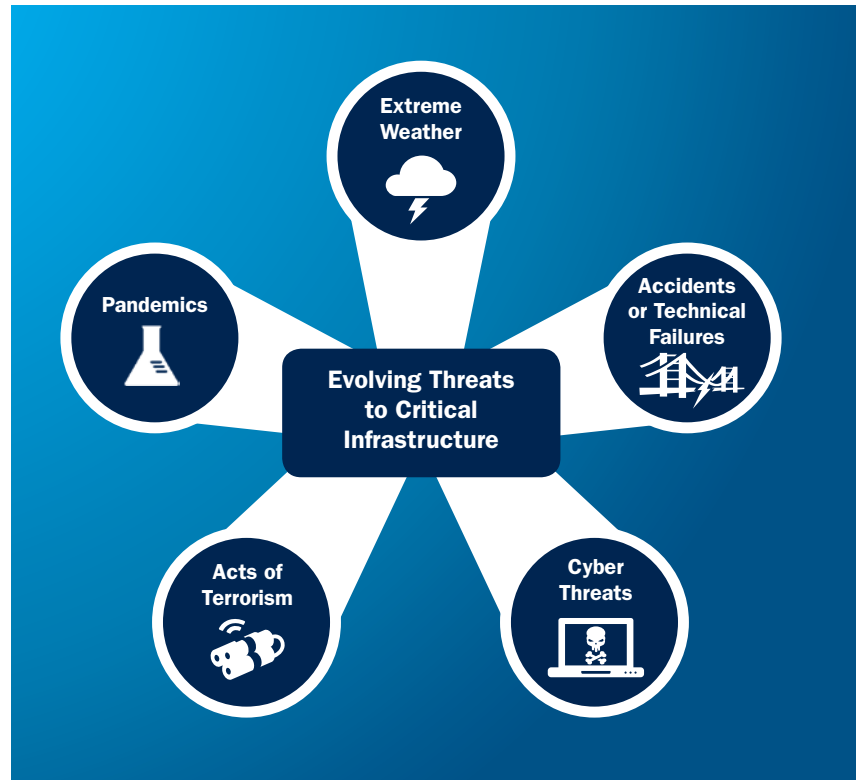 Extreme
Weather
Pandemics
Accidents
or Technical
Failures
Evolving Threats
to Critical
Infrastructure
Acts of
Terrorism
Cyber
Threats